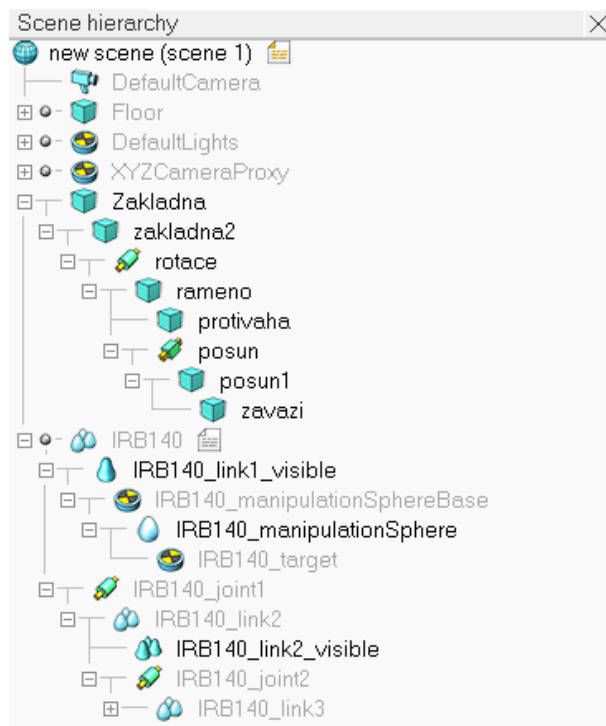 Scene hierarchy
new scene (scene 1)
DefaultCamera
Floor
DefaultLights
XYZCameraProxy
Zakladna
zakladna2
rotace
rameno
protivaha
posun
posun1
zavazi
IRB140
IRB140_link1_visible
IRB140_manipulationSphereBase
IRB140_manipulationSphere
IRB140_target
IRB140_joint1
IRB140_link2
IRB140_link2_visible
IRB140_joint2
IRB140_link3